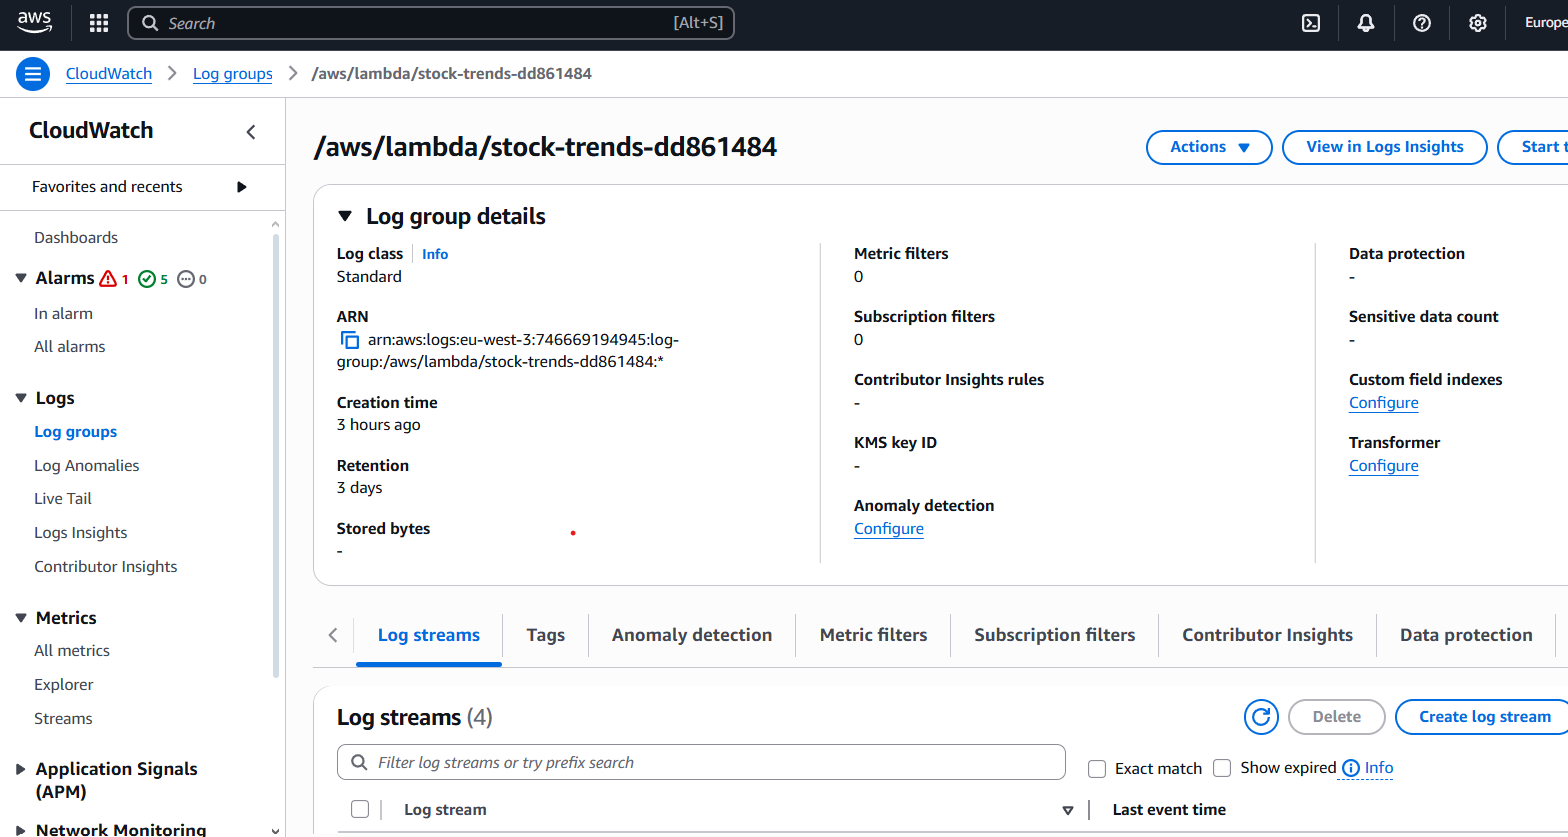 aws
Search [Alt+S]
Europe
CloudWatch > Log groups > /aws/lambda/stock-trends-dd861484
CloudWatch
Favorites and recents
Dashboards
Alarms 1 5 0
In alarm
All alarms
Logs
Log groups
Log Anomalies
Live Tail
Logs Insights
Contributor Insights
Metrics
All metrics
Explorer
Streams
Application Signals
(APM)
Network Monitoring
/aws/lambda/stock-trends-dd861484
Actions
View in Logs Insights
Start t
Log group details
Log class
Info
Standard
ARN
arn:aws:logs:eu-west-3:746669194945:log-
group:/aws/lambda/stock-trends-dd861484:*
Creation time
3 hours ago
Retention
3 days
Stored bytes
-
Metric filters
0
Subscription filters
0
Contributor Insights rules
-
KMS key ID
-
Anomaly detection
Configure
Data protection
-
Sensitive data count
-
Custom field indexes
Configure
Transformer
Configure
Log streams Tags Anomaly detection Metric filters Subscription filters Contributor Insights Data protection
Log streams (4)
Delete
Create log stream
Filter log streams or try prefix search
Exact match
Show expired
Info
Log stream
Last event time